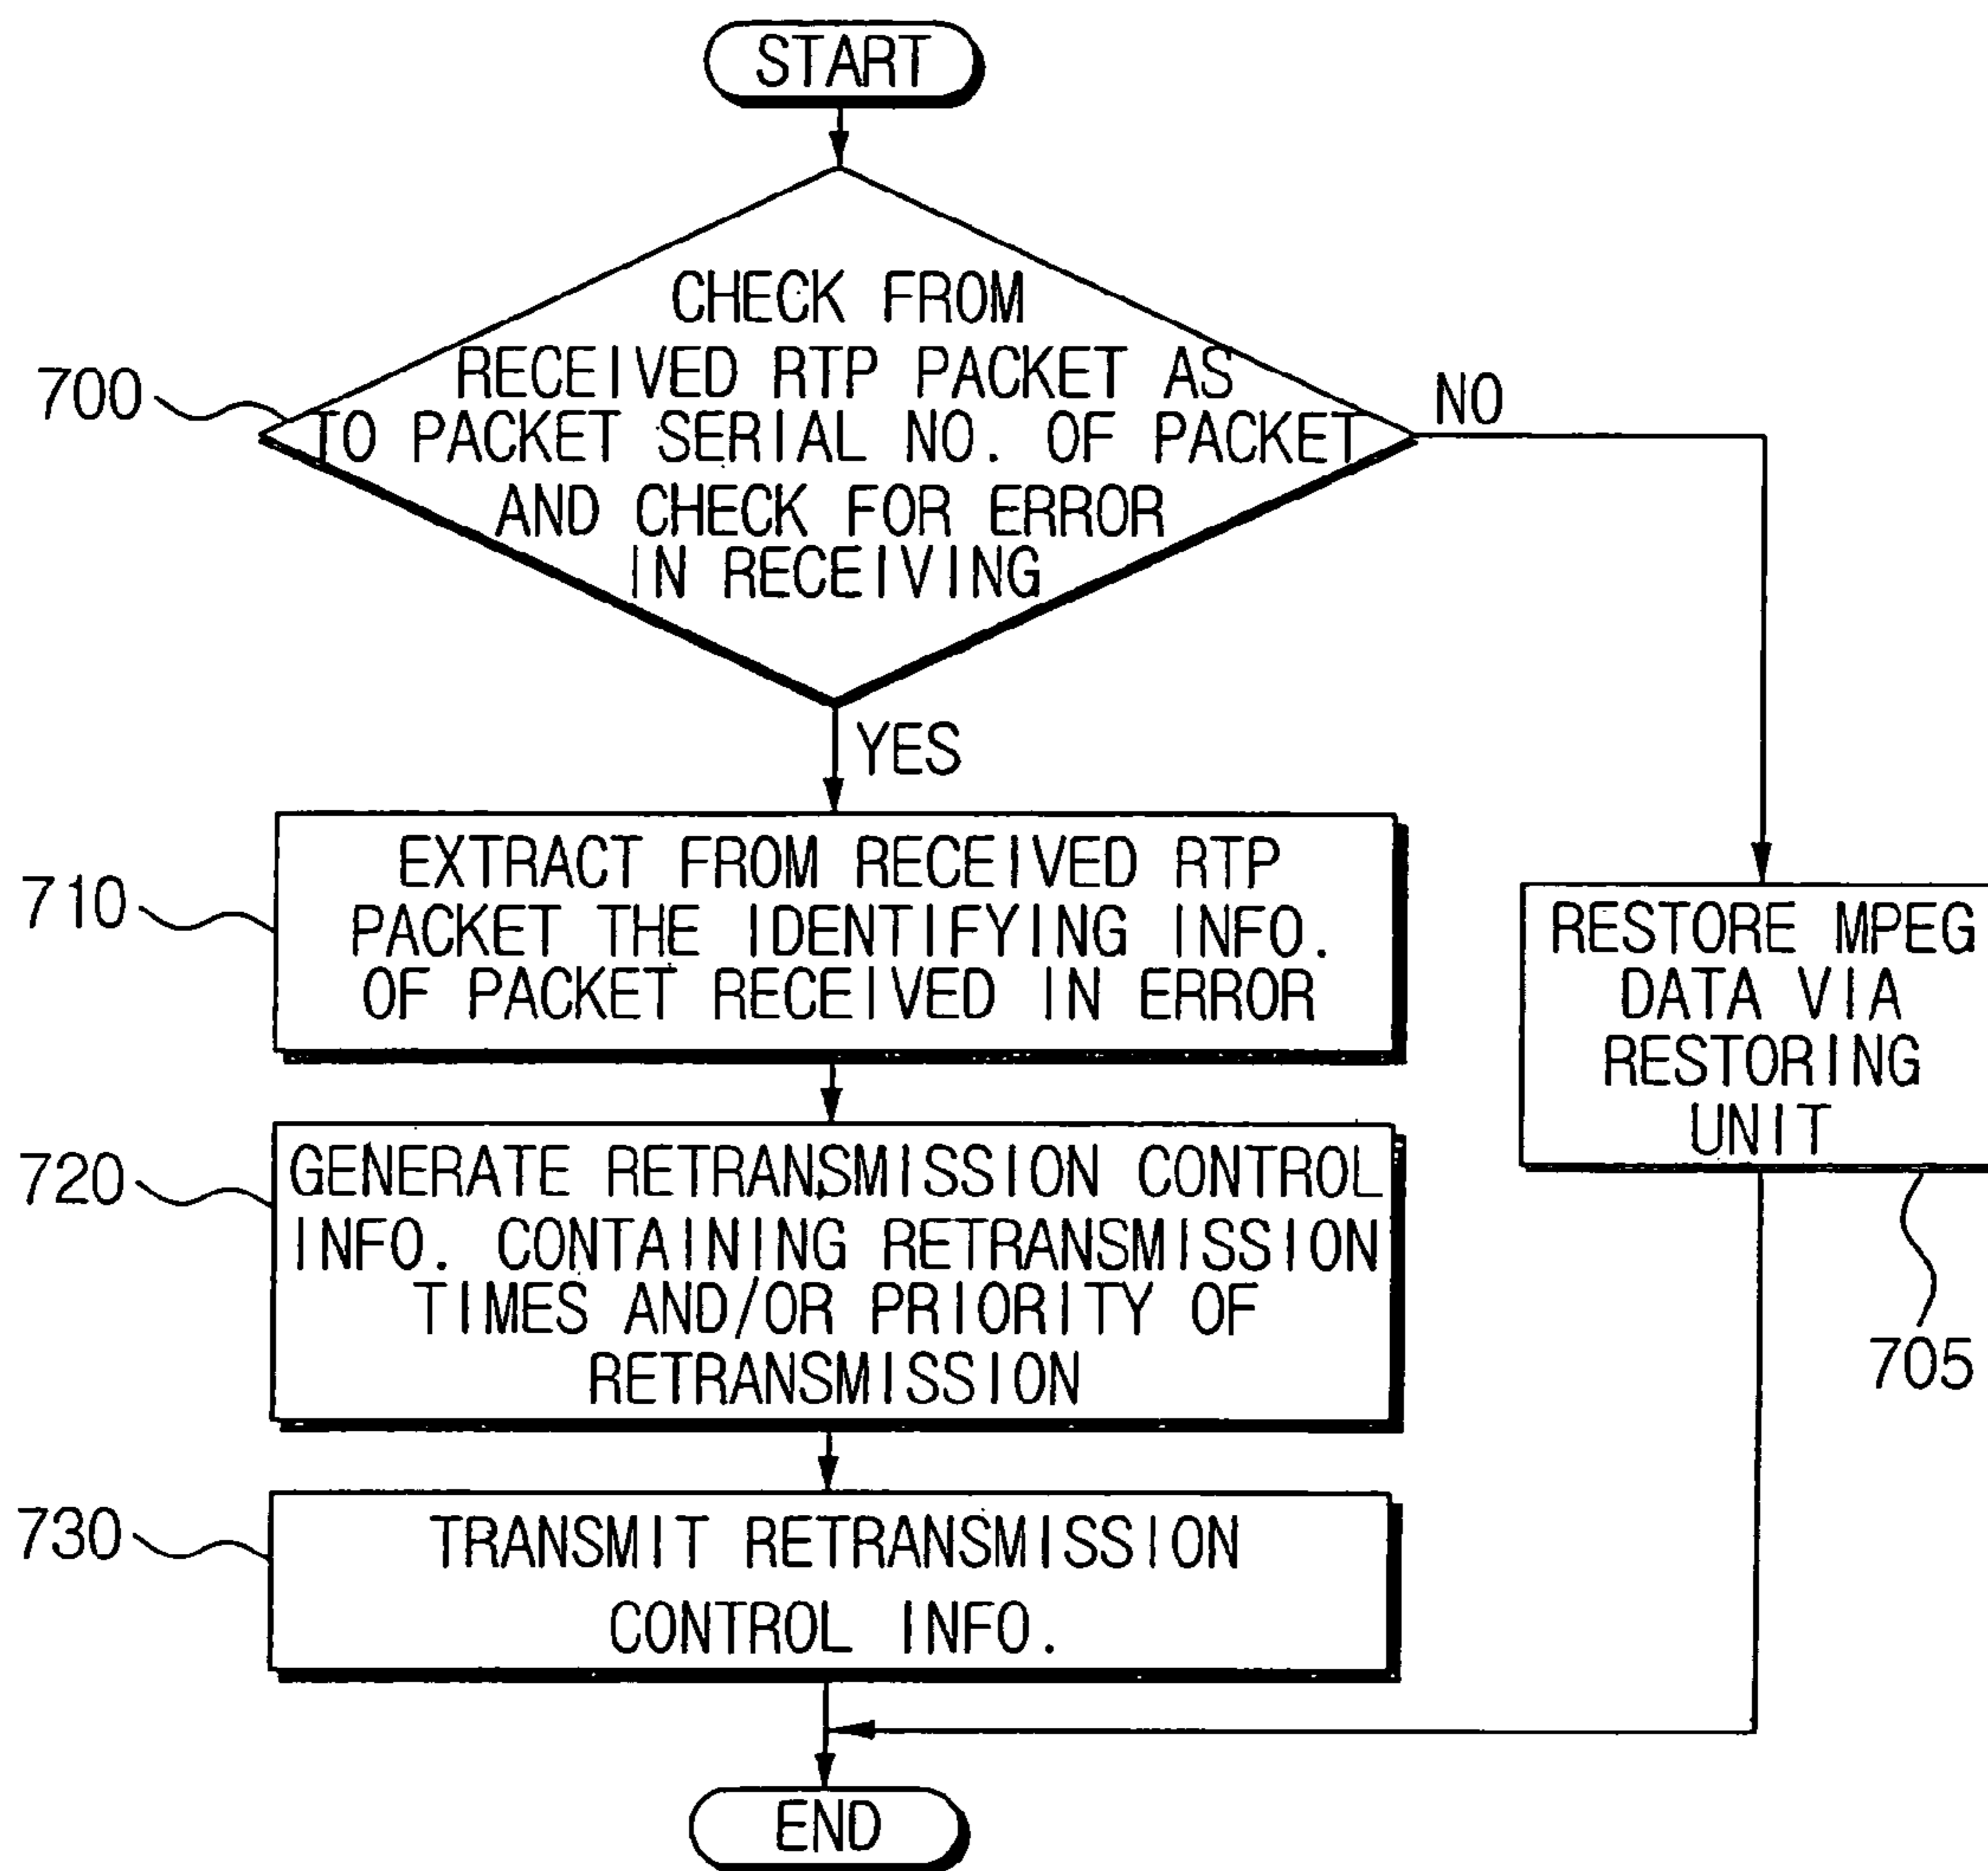 START
CHECK FROM
RECEIVED RTP PACKET AS
TO PACKET SERIAL NO. OF PACKET
AND CHECK FOR ERROR
IN RECEIVING
700
NO
YES
EXTRACT FROM RECEIVED RTP
PACKET THE IDENTIFYING INFO.
OF PACKET RECEIVED IN ERROR
710
RESTORE MPEG
DATA VIA
RESTORING
UNIT
705
GENERATE RETRANSMISSION CONTROL
INFO. CONTAINING RETRANSMISSION
TIMES AND/OR PRIORITY OF
RETRANSMISSION
720
TRANSMIT RETRANSMISSION
CONTROL INFO.
730
END